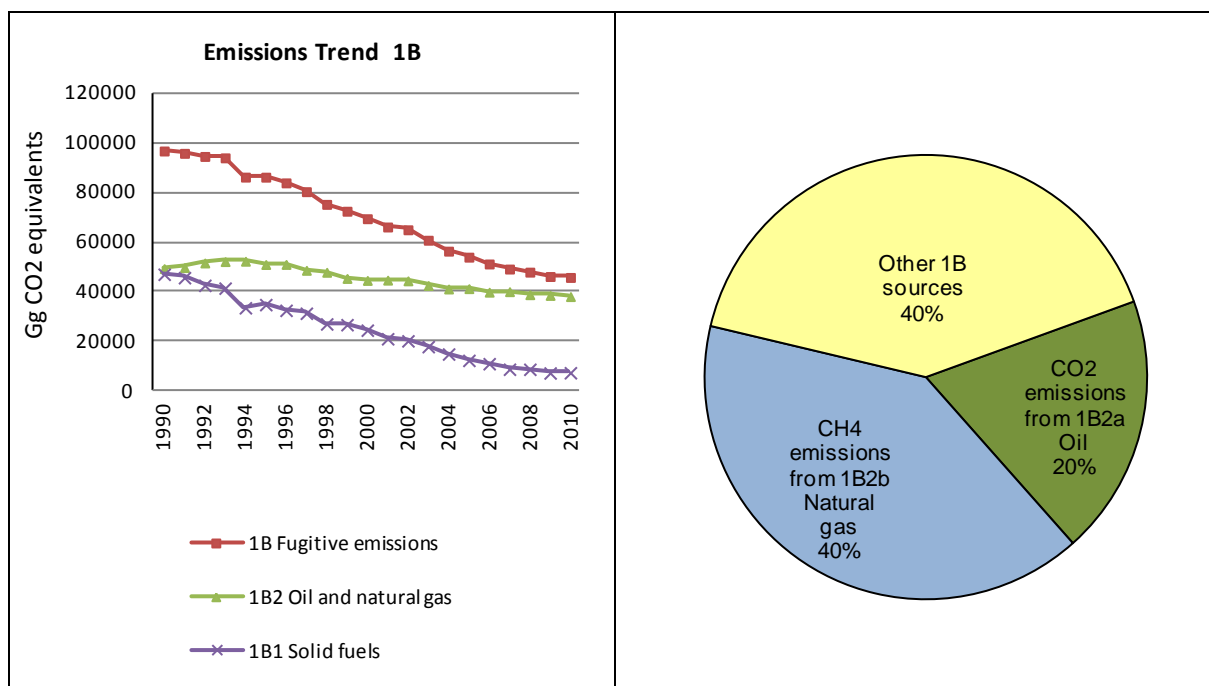 Emissions Trend 1B
Gg CO2 equivalents
120000
100000
80000
60000
40000
20000
0
1990
1992
1994
1996
1998
2000
2002
2004
2006
2008
2010
1B Fugitive emissions
1B2 Oil and natural gas
1B1 Solid fuels
Other 1B
sources
40%
CO2
emissions
from 1B2a
Oil
20%
CH4
emissions
from 1B2b
Natural
gas
40%